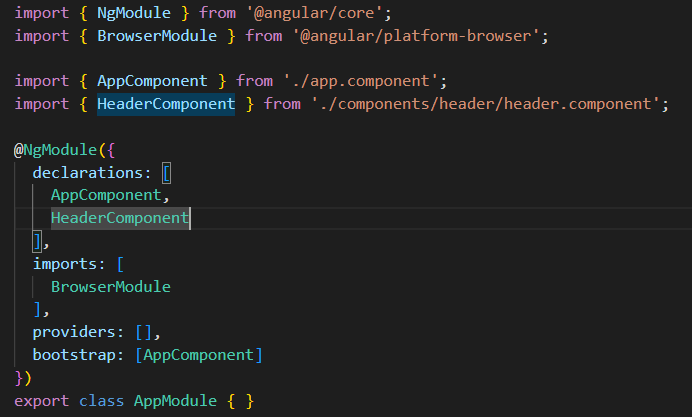 import { NgModule } from '@angular/core';
import { BrowserModule } from '@angular/platform-browser';
import { AppComponent } from './app.component';
import { HeaderComponent } from './components/header/header.component';
@NgModule({
declarations: [
AppComponent,
HeaderComponent
],
imports: [
BrowserModule
],
providers: [],
bootstrap: [AppComponent]
})
export class AppModule { }